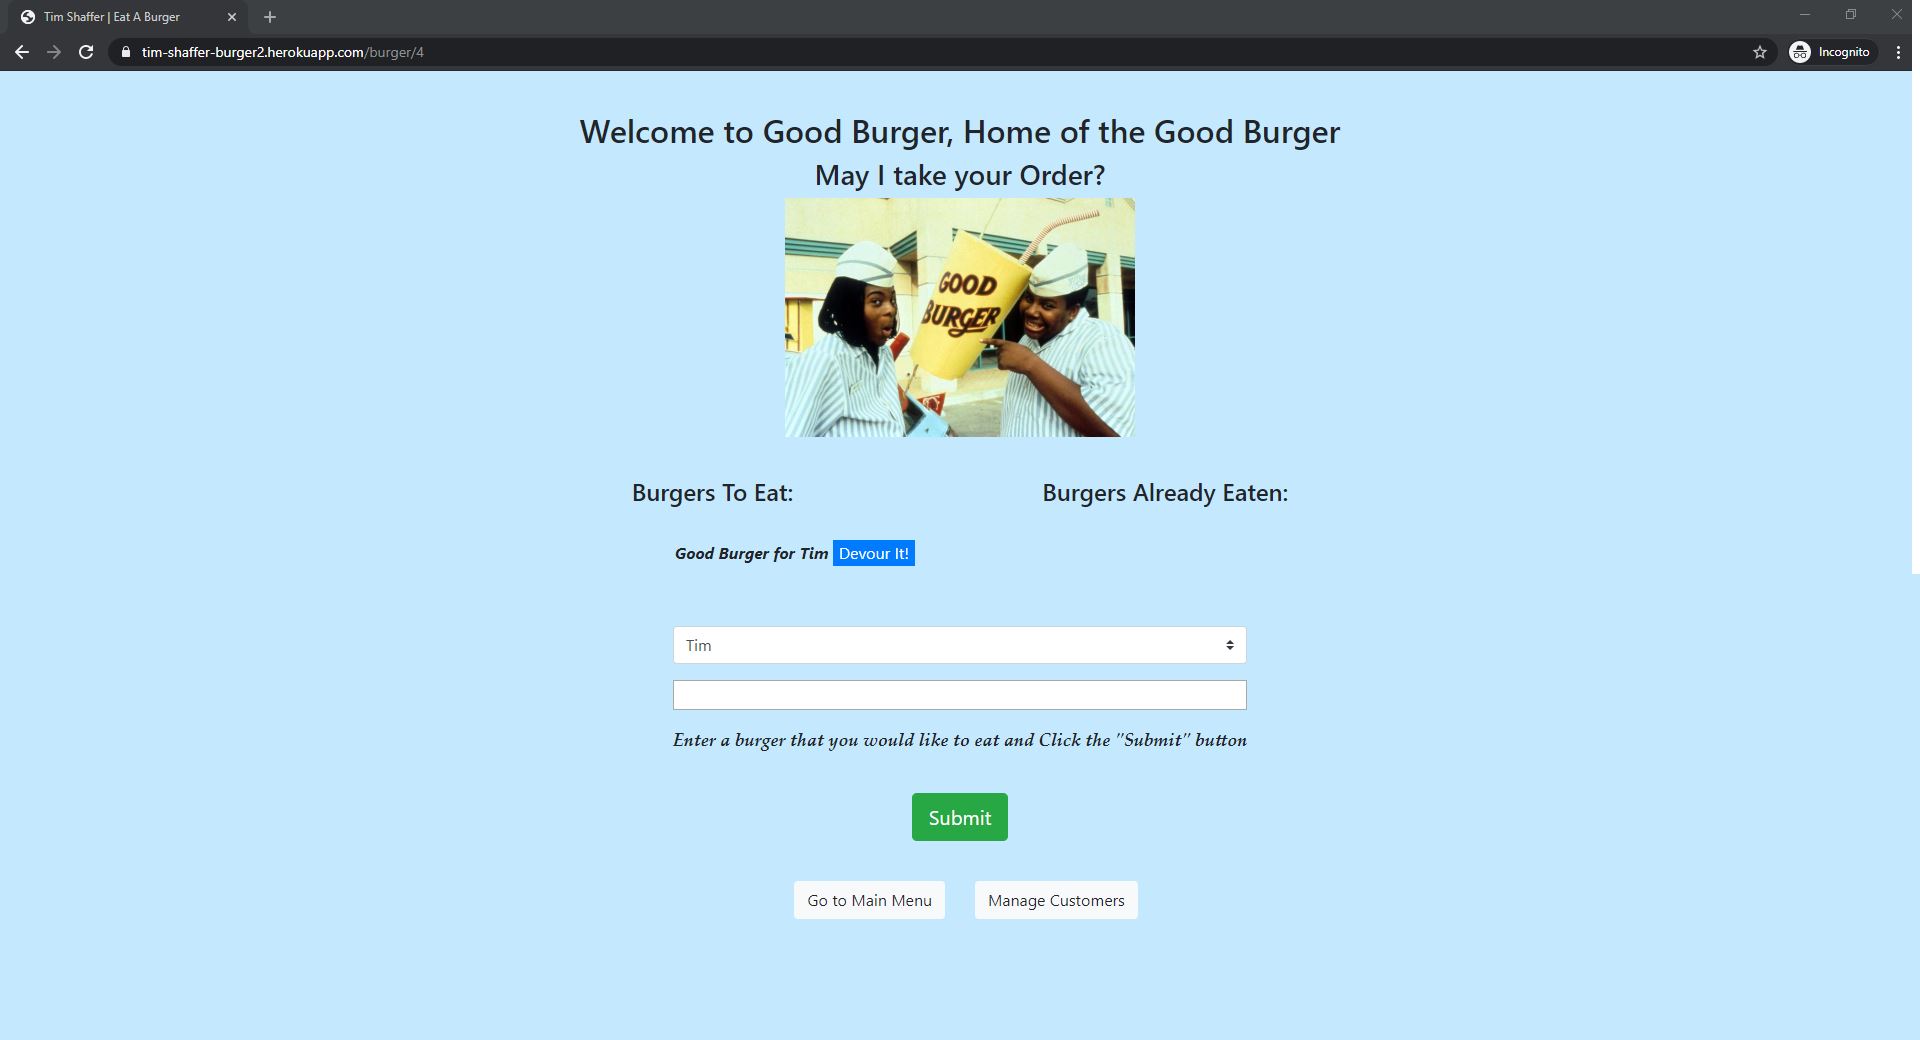 Tim Shaffer | Eat A Burger
tim-shaffer-burger2.herokuapp.com/burger/4
Incognito
Welcome to Good Burger, Home of the Good Burger
May I take your Order?
GOOD
BURGER
Burgers To Eat:
Burgers Already Eaten:
Good Burger for Tim Devour It!
Tim
Enter a burger that you would like to eat and Click the "Submit" button
Submit
Go to Main Menu
Manage Customers